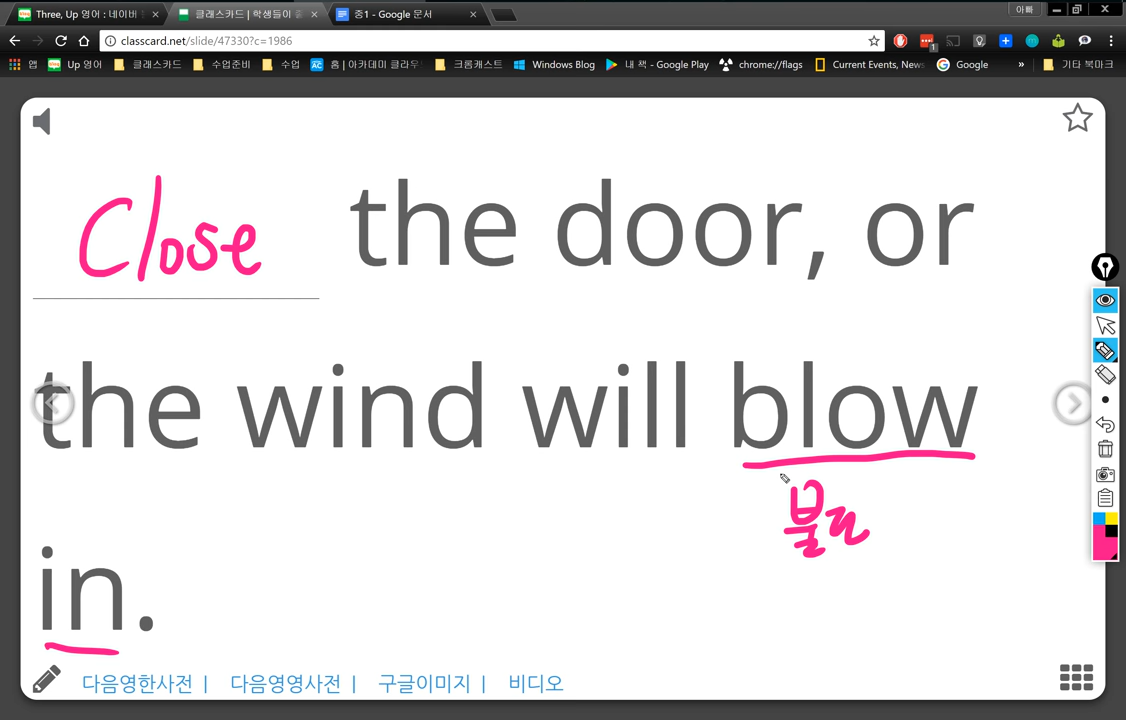 Three, Up 영어 : 네이버
클래스카드 | 학생들이 줄
중1 - Google 문서
아빠
classcard.net/slide/47330?c=1986
1
앱 Up 영어 클래스카드 수업준비 수업 홈 | 아카데미 클라우 크롬캐스트 Windows Blog 내 책 - Google Play chrome://flags Current Events, News Google » 기타 북마크
Close the door, or
the wind will blow
불다
in.
다음영한사전 | 다음영영사전 | 구글이미지 | 비디오